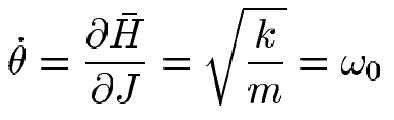 θ̇ = ∂H̄/∂J = √(k/m) = ω₀